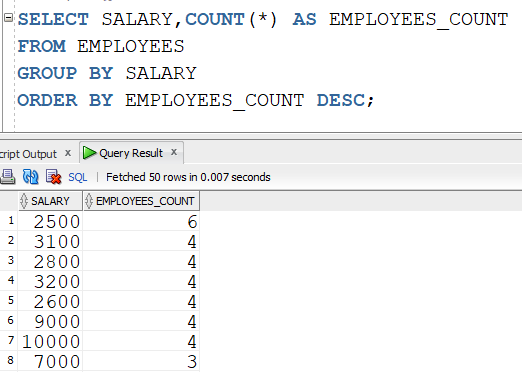 SELECT SALARY,COUNT(*) AS EMPLOYEES_COUNT
FROM EMPLOYEES
GROUP BY SALARY
ORDER BY EMPLOYEES_COUNT DESC;
cript Output x Query Result x
SQL | Fetched 50 rows in 0.007 seconds
SALARY EMPLOYEES_COUNT
1 2500 6
2 3100 4
3 2800 4
4 3200 4
5 2600 4
6 9000 4
7 10000 4
8 7000 3